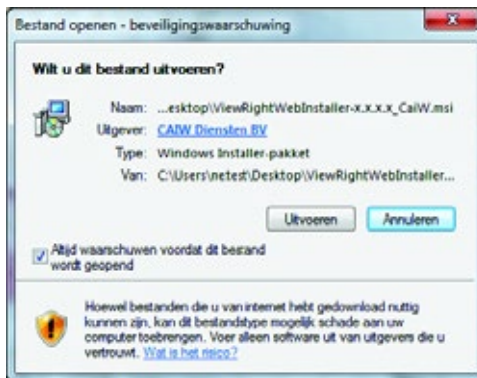 Bestand openen - beveiligingswaarschuwing
Wilt u dit bestand uitvoeren?
Naam: ...esktop\ViewRightWebInstaller-x.x.x.x_CaiW.msi
Uitgever: CAIW Diensten BV
Type: Windows Installer-pakket
Van: C:\Users\netest\Desktop\ViewRightWebInstaller...
Uitvoeren Annuleren
Altijd waarschuwen voordat dit bestand
wordt geopend
Hoewel bestanden die u van internet hebt gedownload nuttig
kunnen zijn, kan dit bestandstype mogelijk schade aan uw
computer toebrengen. Voer alleen software uit van uitgevers die u
vertrouwt. Wat is het risico?